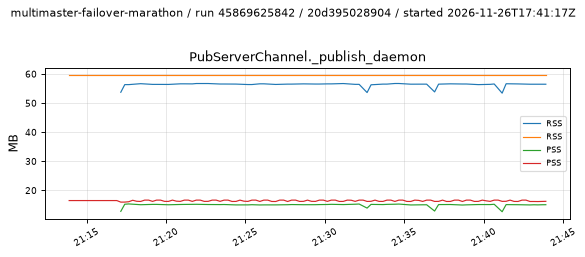 multimaster-failover-marathon / run 45869625842 / 20d395028904 / started 2026-11-26T17:41:17Z
PubServerChannel._publish_daemon
60
50
40
30
20
MB
RSS
RSS
PSS
PSS
21:15
21:20
21:25
21:30
21:35
21:40
21:45